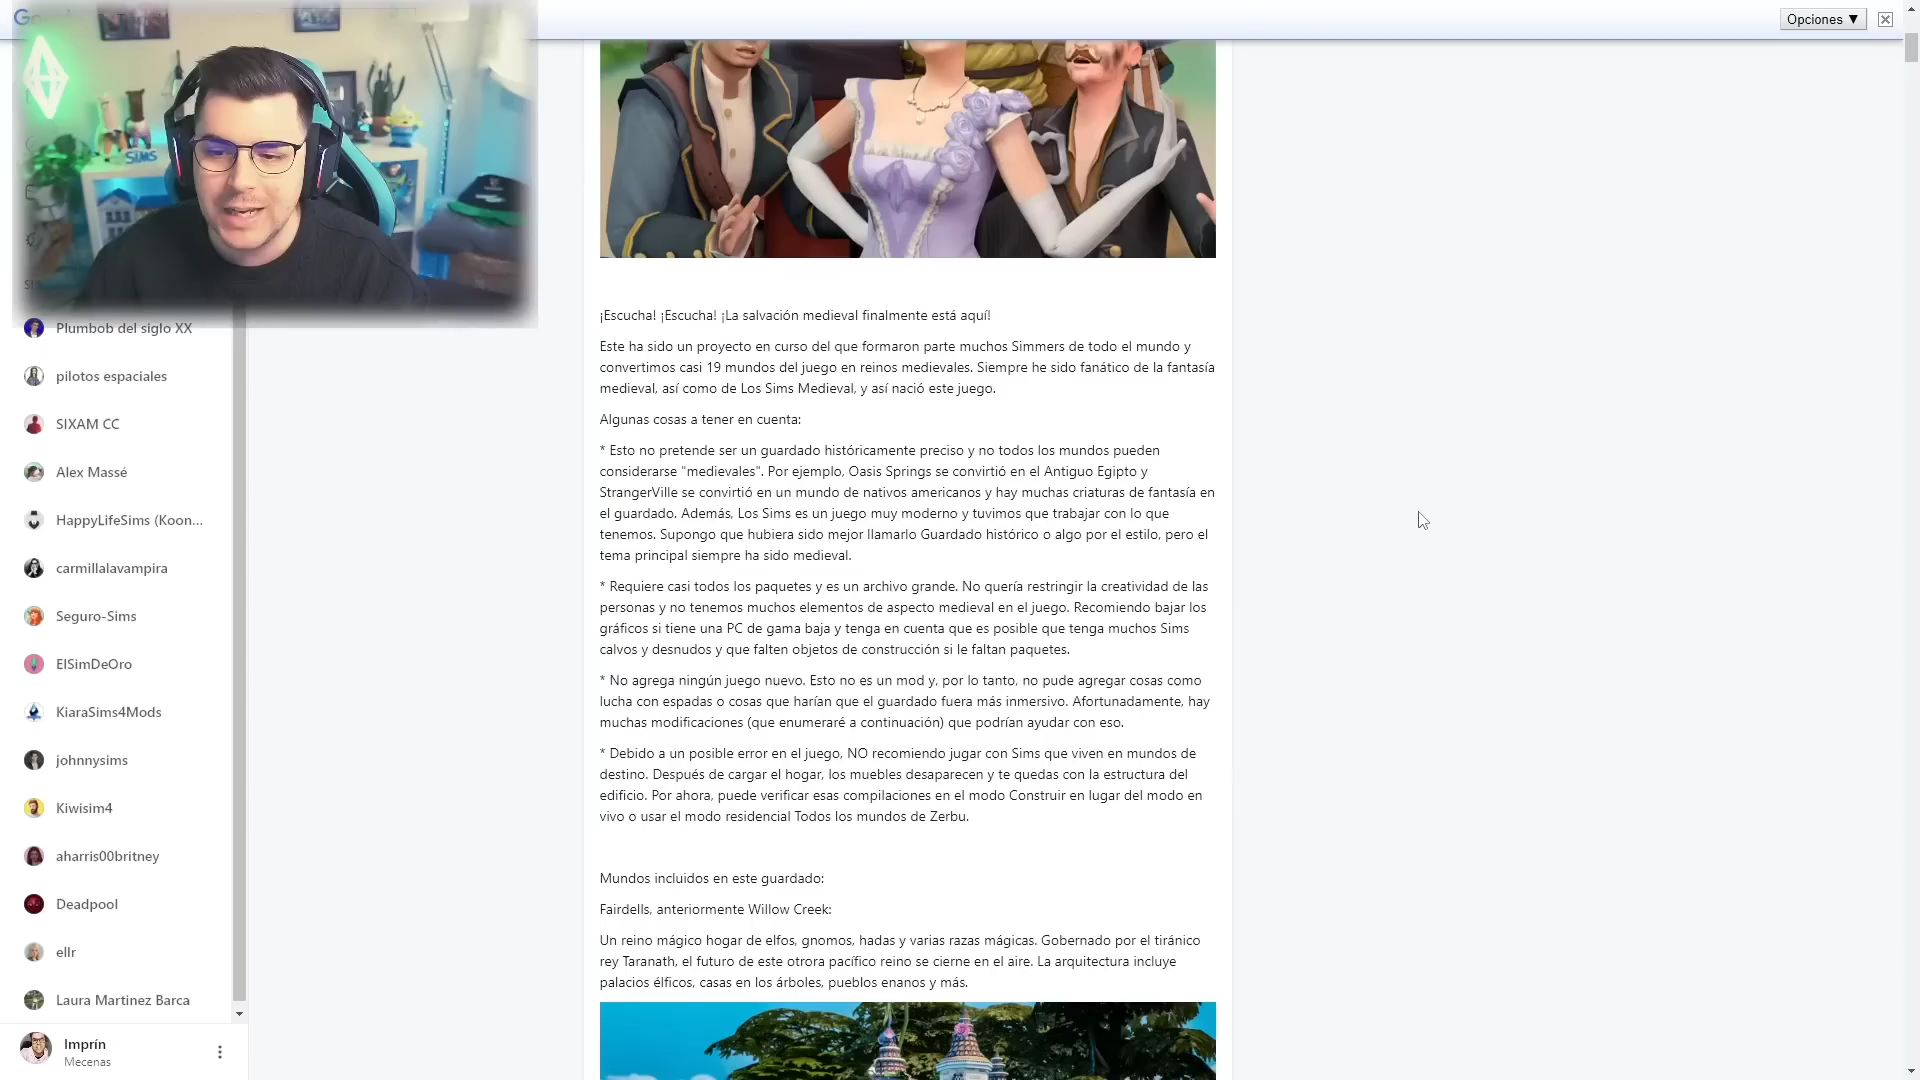 Opciones ▼
SIMS
Plumbob del siglo XX
pilotos espaciales
SIXAM CC
Alex Massé
HappyLifeSims (Koon...
carmillalavampira
Seguro-Sims
ElSimDeOro
KiaraSims4Mods
johnnysims
Kiwisim4
aharris00britney
Deadpool
ellr
Laura Martinez Barca
Imprín
Mecenas
¡Escucha! ¡Escucha! ¡La salvación medieval finalmente está aquí!
Este ha sido un proyecto en curso del que formaron parte muchos Simmers de todo el mundo y
convertimos casi 19 mundos del juego en reinos medievales. Siempre he sido fanático de la fantasía
medieval, así como de Los Sims Medieval, y así nació este juego.
Algunas cosas a tener en cuenta:
* Esto no pretende ser un guardado históricamente preciso y no todos los mundos pueden
considerarse "medievales". Por ejemplo, Oasis Springs se convirtió en el Antiguo Egipto y
StrangerVille se convirtió en un mundo de nativos americanos y hay muchas criaturas de fantasía en
el guardado. Además, Los Sims es un juego muy moderno y tuvimos que trabajar con lo que
tenemos. Supongo que hubiera sido mejor llamarlo Guardado histórico o algo por el estilo, pero el
tema principal siempre ha sido medieval.
* Requiere casi todos los paquetes y es un archivo grande. No quería restringir la creatividad de las
personas y no tenemos muchos elementos de aspecto medieval en el juego. Recomiendo bajar los
gráficos si tiene una PC de gama baja y tenga en cuenta que es posible que tenga muchos Sims
calvos y desnudos y que falten objetos de construcción si le faltan paquetes.
* No agrega ningún juego nuevo. Esto no es un mod y, por lo tanto, no pude agregar cosas como
lucha con espadas o cosas que harían que el guardado fuera más inmersivo. Afortunadamente, hay
muchas modificaciones (que enumeraré a continuación) que podrían ayudar con eso.
* Debido a un posible error en el juego, NO recomiendo jugar con Sims que viven en mundos de
destino. Después de cargar el hogar, los muebles desaparecen y te quedas con la estructura del
edificio. Por ahora, puede verificar esas compilaciones en el modo Construir en lugar del modo en
vivo o usar el modo residencial Todos los mundos de Zerbu.
Mundos incluidos en este guardado:
Fairdells, anteriormente Willow Creek:
Un reino mágico hogar de elfos, gnomos, hadas y varias razas mágicas. Gobernado por el tiránico
rey Taranath, el futuro de este otrora pacífico reino se cierne en el aire. La arquitectura incluye
palacios élficos, casas en los árboles, pueblos enanos y más.